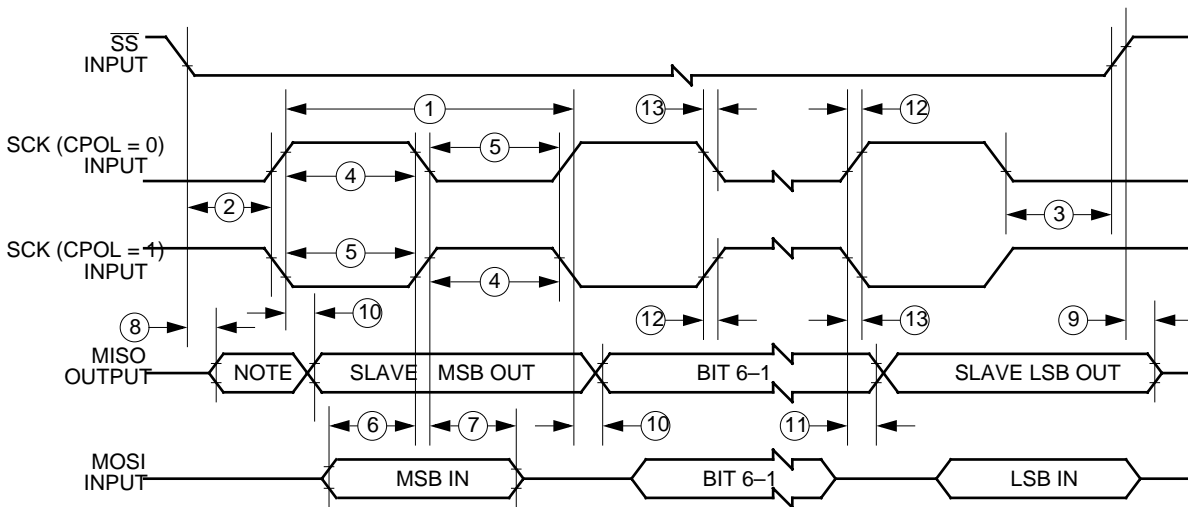 SS
INPUT
1
13
12
SCK (CPOL = 0)
INPUT
5
4
2
3
SCK (CPOL = 1)
INPUT
5
4
8
10
12
13
9
MISO
OUTPUT
NOTE
SLAVE MSB OUT
BIT 6–1
SLAVE LSB OUT
6
7
10
11
MOSI
INPUT
MSB IN
BIT 6–1
LSB IN